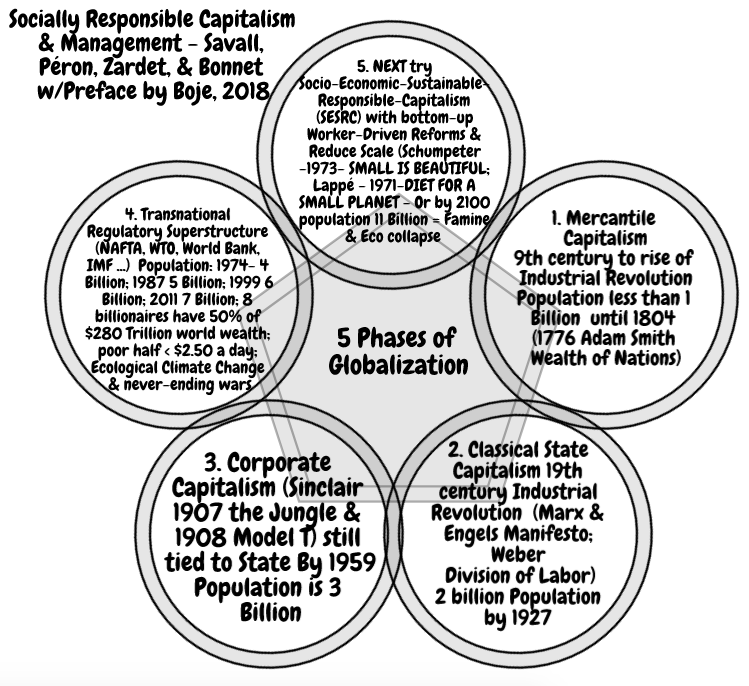 Socially Responsible Capitalism
& Management - Savall,
Péron, Zardet, & Bonnet
w/Preface by Boje, 2018
5. NEXT try
Socio-Economic-Sustainable-
Responsible-Capitalism
(SESRC) with bottom-up
Worker-Driven Reforms &
Reduce Scale (Schumpeter
-1973- SMALL IS BEAUTIFUL;
Lappé - 1971-DIET FOR A
SMALL PLANET - Or by 2100
population 11 Billion = Famine
& Eco collapse
1. Mercantile
Capitalism
9th century to rise of
Industrial Revolution
Population less than 1
Billion until 1804
(1776 Adam Smith
Wealth of Nations)
2. Classical State
Capitalism 19th
century Industrial
Revolution (Marx &
Engels Manifesto;
Weber
Division of Labor)
2 billion Population
by 1927
3. Corporate
Capitalism (Sinclair
1907 the Jungle &
1908 Model T) still
tied to State By 1959
Population is 3
Billion
4. Transnational
Regulatory Superstructure
(NAFTA, WTO, World Bank,
IMF ...) Population: 1974- 4
Billion; 1987 5 Billion; 1999 6
Billion; 2011 7 Billion; 8
billionaires have 50% of
$280 Trillion world wealth;
poor half < $2.50 a day;
Ecological Climate Change
& never-ending wars
5 Phases of
Globalization